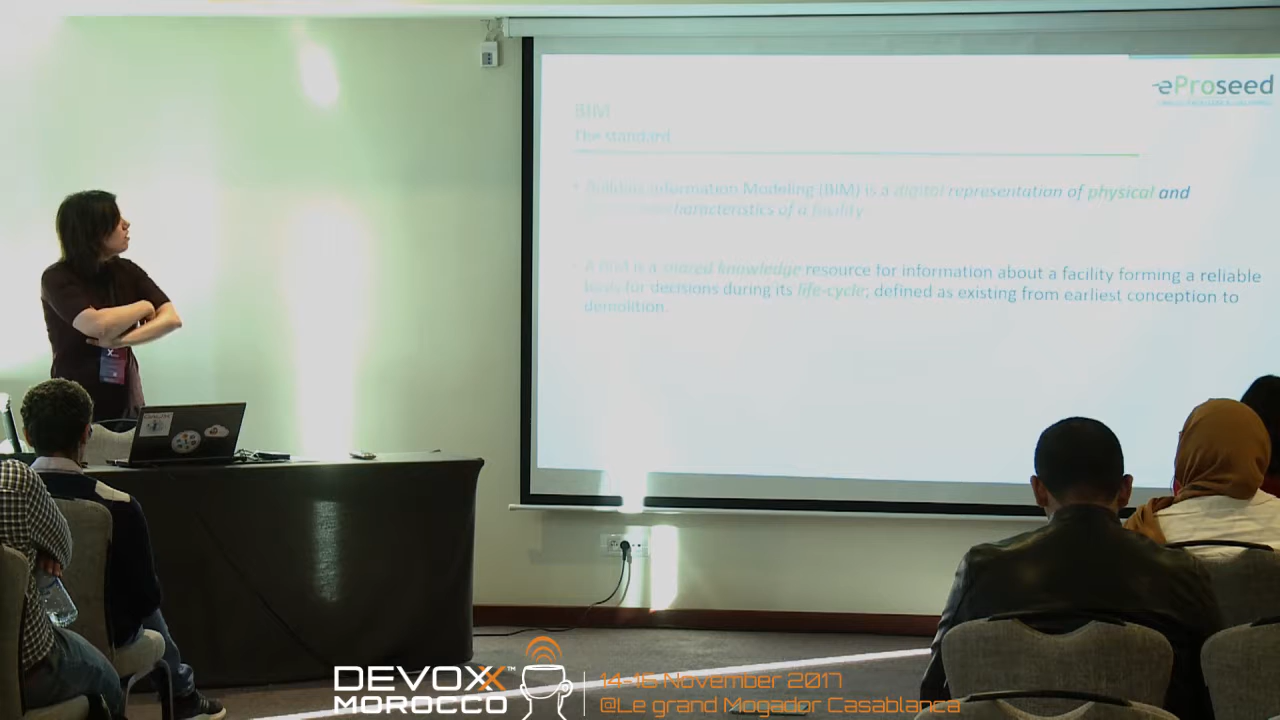 eProseed
BIM
The standard
Building Information Modeling (BIM) is a digital representation of physical and
characteristics of a facility
A BIM is a shared knowledge resource for information about a facility forming a reliable
basis for decisions during its life-cycle; defined as existing from earliest conception to
demolition.
DEVOXX™
MOROCCO
14-16 November 2017
@Le grand Mogador Casablanca